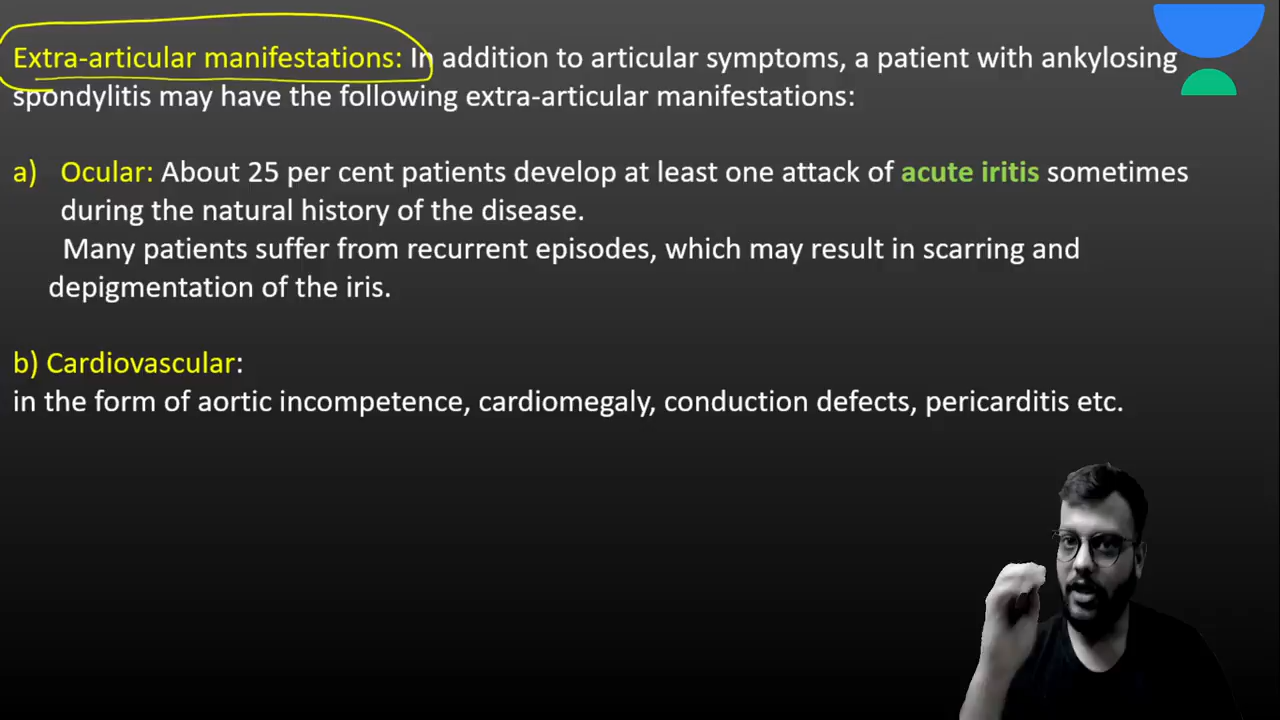 Extra-articular manifestations: In addition to articular symptoms, a patient with ankylosing
spondylitis may have the following extra-articular manifestations:
a) Ocular: About 25 per cent patients develop at least one attack of acute iritis sometimes
during the natural history of the disease.
Many patients suffer from recurrent episodes, which may result in scarring and
depigmentation of the iris.
b) Cardiovascular:
in the form of aortic incompetence, cardiomegaly, conduction defects, pericarditis etc.